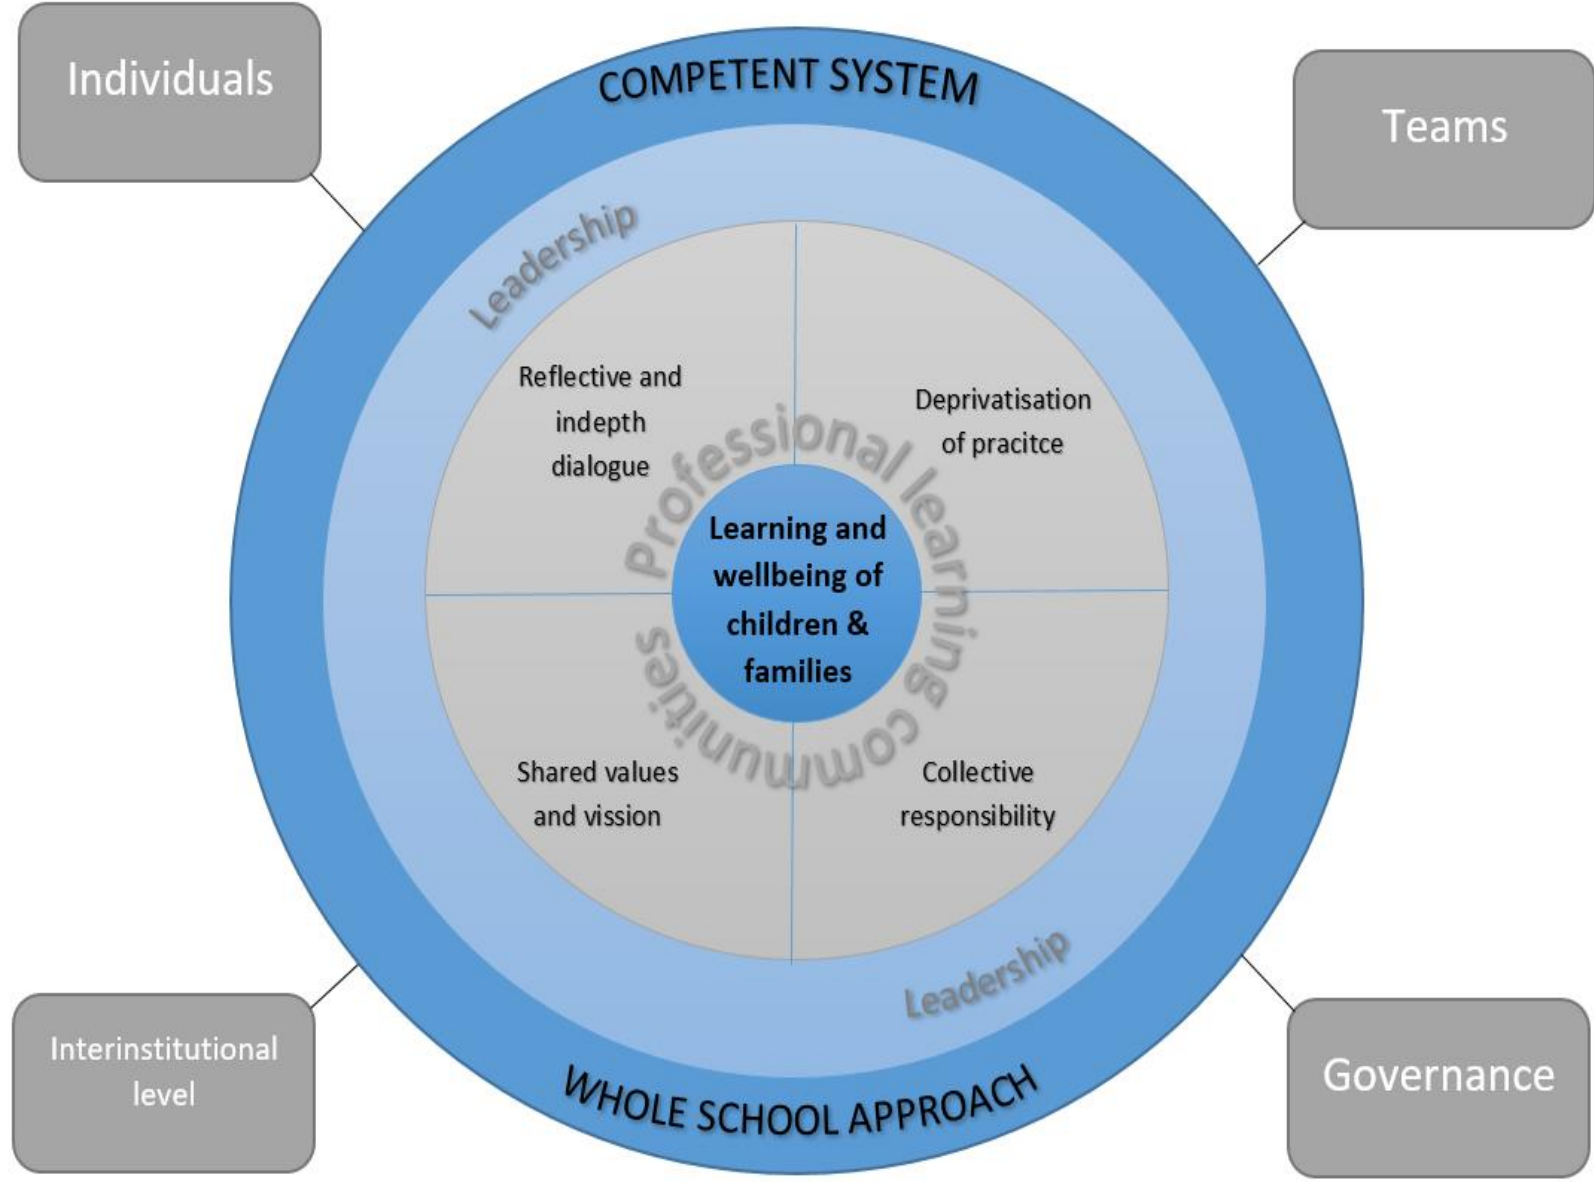 Individuals
Teams
COMPETENT SYSTEM
Leadership
Reflective and
indepth
dialogue
Deprivatisation
of pracitce
Professional learning communities
Learning and
wellbeing of
children &
families
Shared values
and vission
Collective
responsibility
Leadership
WHOLE SCHOOL APPROACH
Interinstitutional
level
Governance